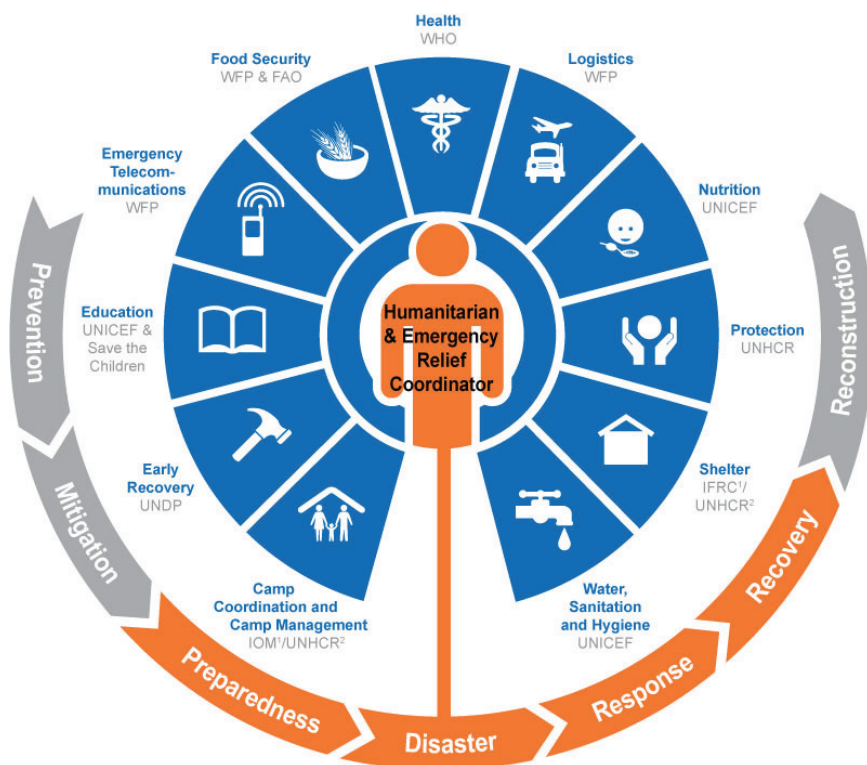 Health
WHO
Food Security
WFP & FAO
Logistics
WFP
Emergency
Telecom-
munications
WFP
Nutrition
UNICEF
Education
UNICEF &
Save the
Children
Humanitarian
& Emergency
Relief
Coordinator
Protection
UNHCR
Early
Recovery
UNDP
Shelter
IFRC¹/
UNHCR²
Camp
Coordination and
Camp Management
IOM¹/UNHCR²
Water,
Sanitation
and Hygiene
UNICEF
Prevention
Mitigation
Preparedness
Disaster
Response
Recovery
Reconstruction